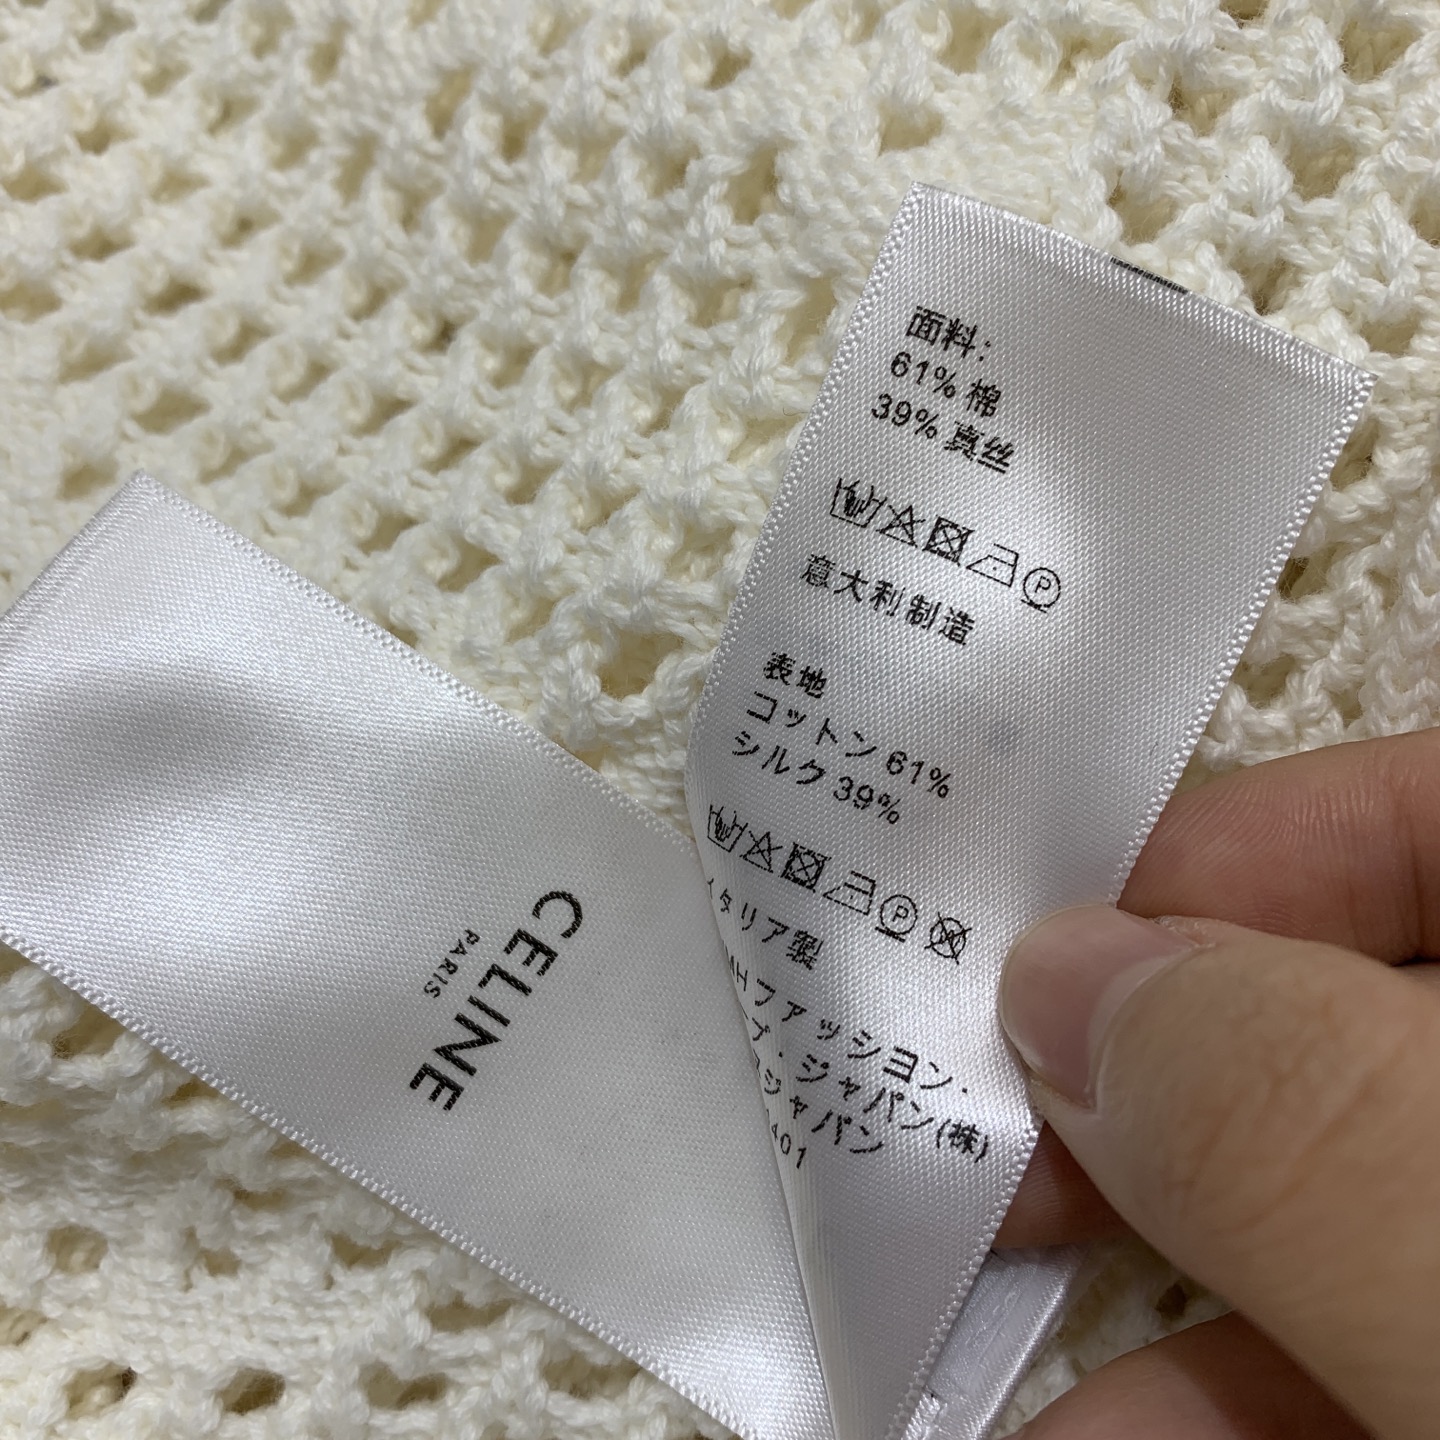 面料:
61% 棉
39% 真丝
P
意大利制造
表地
コットン 61%
シルク 39%
P W
タリア製
MHファッション・
プ・ジャパン(株)
ジャパン
401
CELINE
PARIS